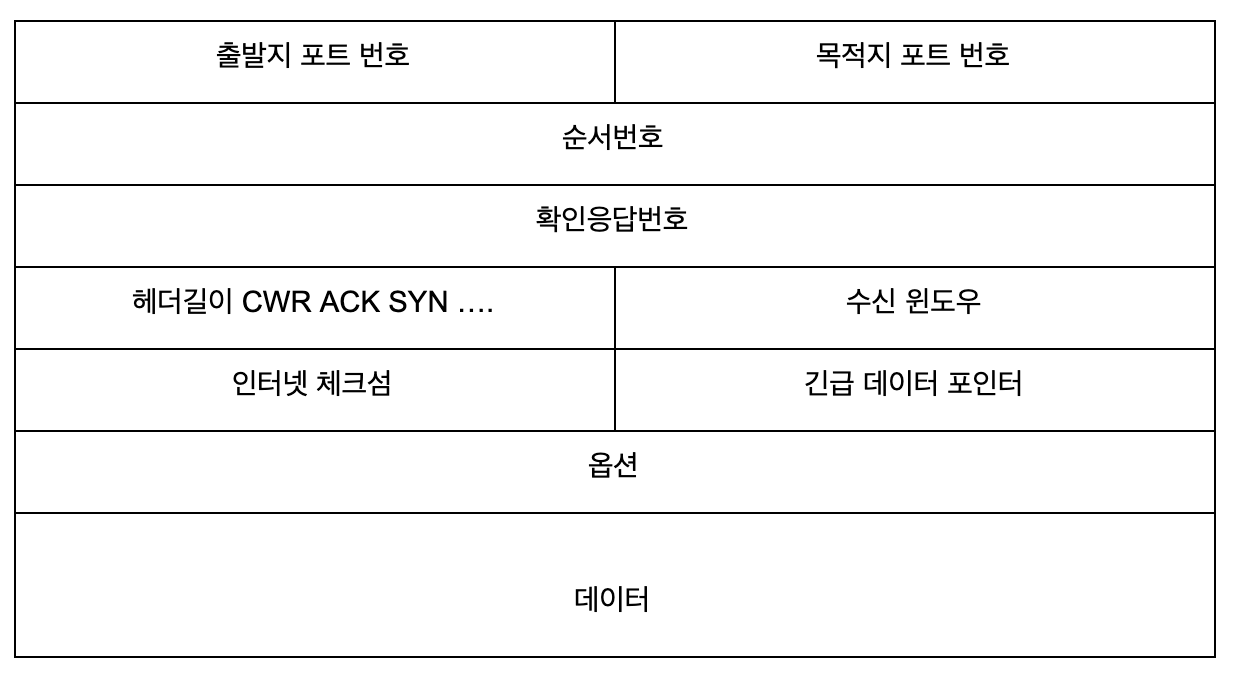 출발지 포트 번호
목적지 포트 번호
순서번호
확인응답번호
헤더길이 CWR ACK SYN ....
수신 윈도우
인터넷 체크섬
긴급 데이터 포인터
옵션
데이터